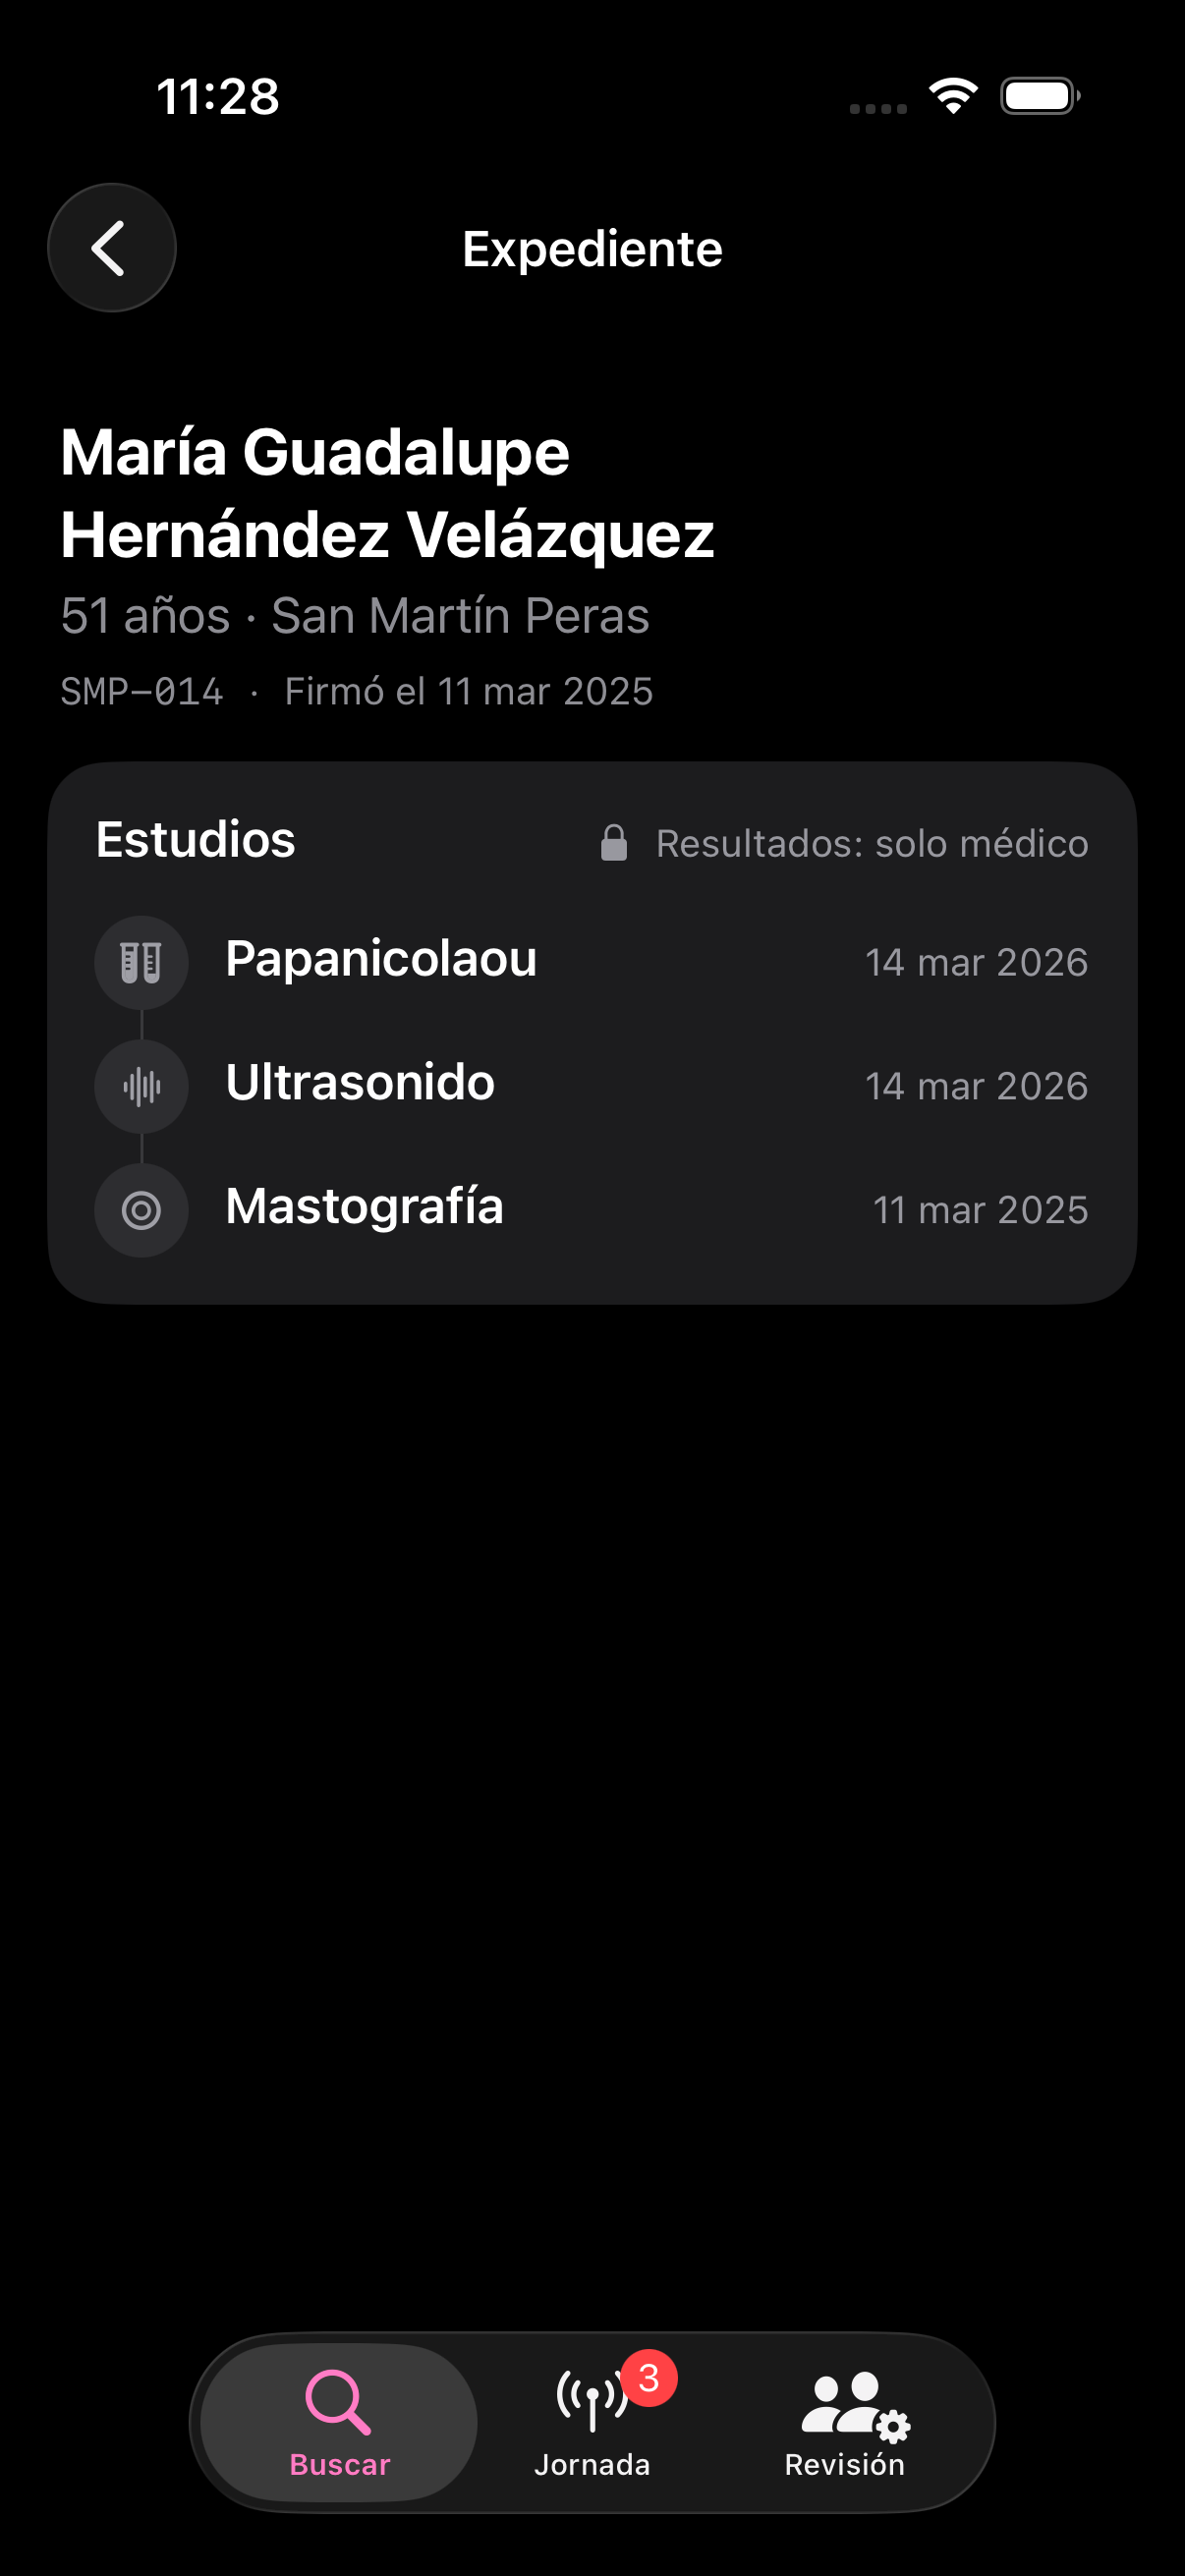 11:28
Expediente
María Guadalupe
Hernández Velázquez
51 años · San Martín Peras
SMP-014 · Firmó el 11 mar 2025
Estudios Resultados: solo médico
Papanicolaou 14 mar 2026
Ultrasonido 14 mar 2026
Mastografía 11 mar 2025
3
Buscar Jornada Revisión